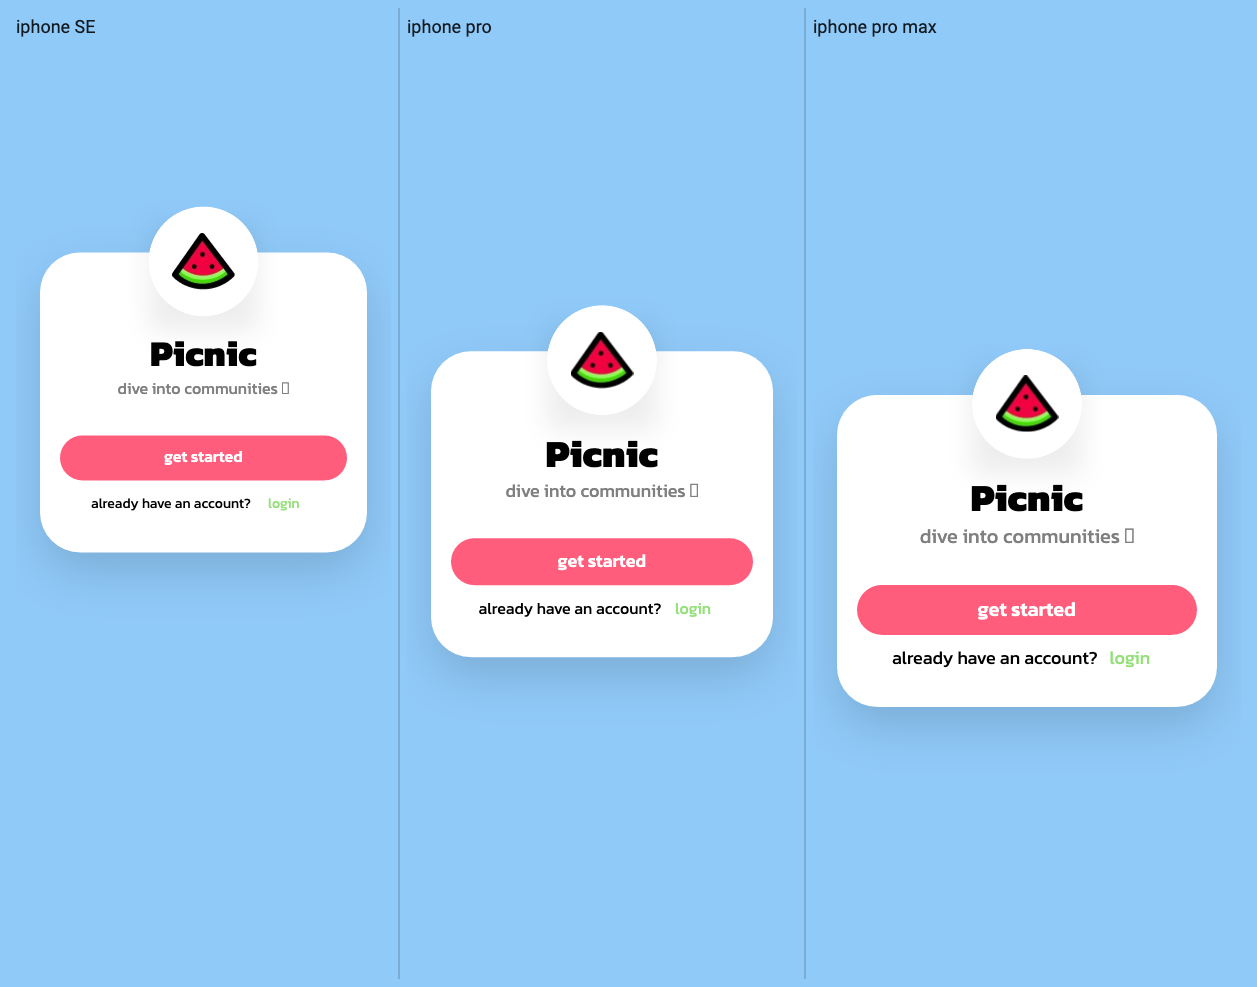 iphone SE
Picnic
dive into communities
get started
already have an account? login
iphone pro
Picnic
dive into communities
get started
already have an account? login
iphone pro max
Picnic
dive into communities
get started
already have an account? login